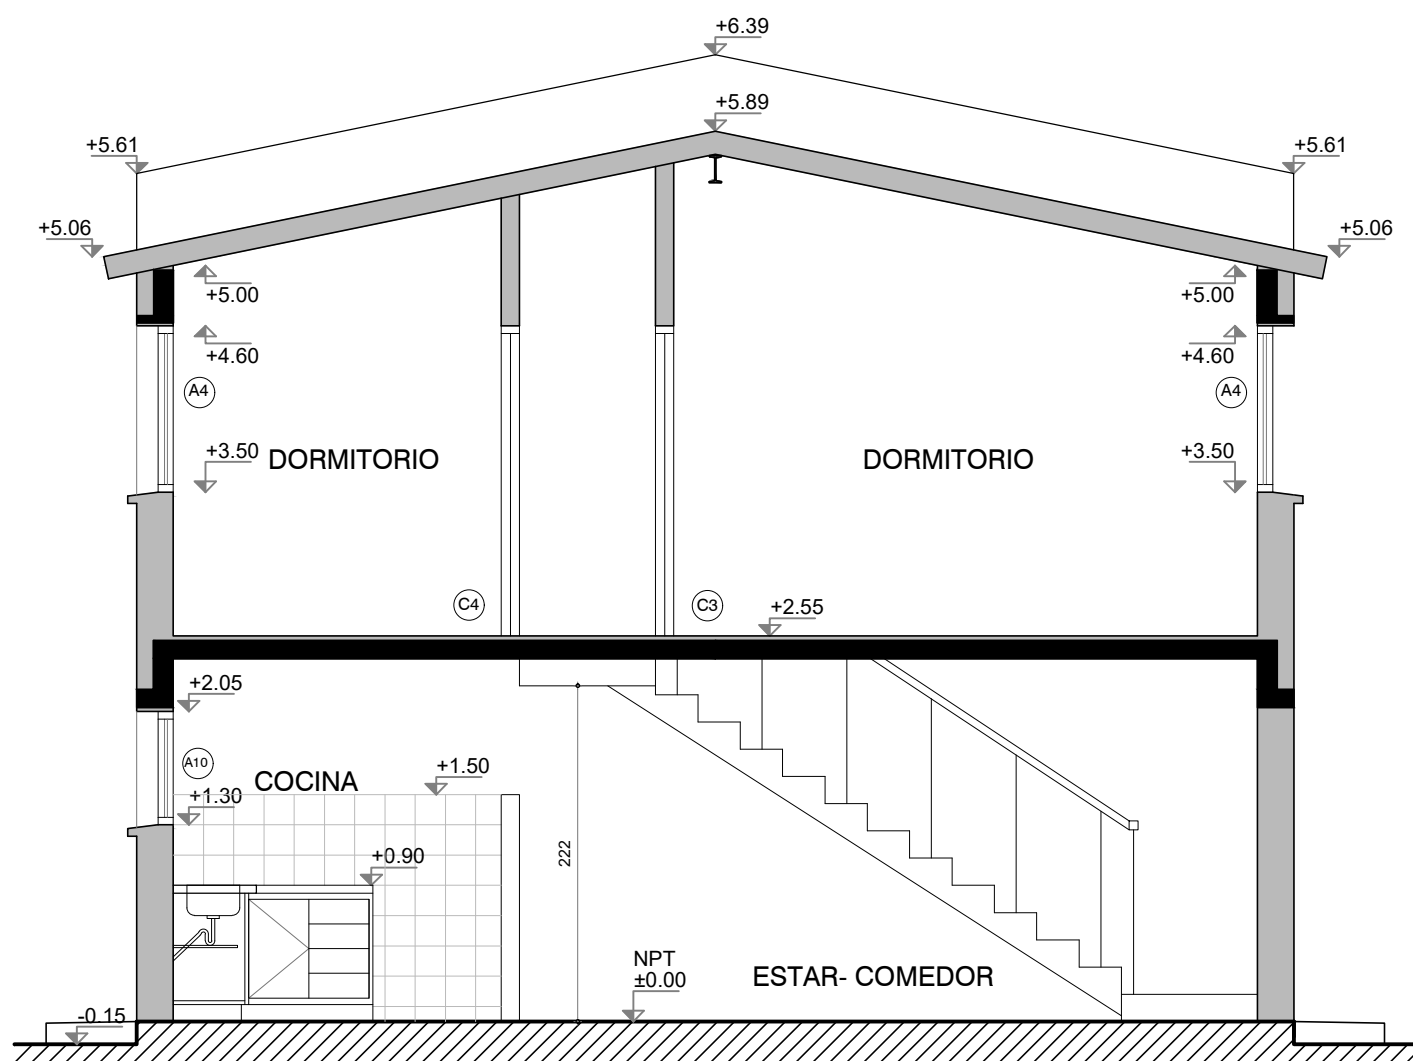 +6.39
+5.89
+5.61
+5.61
+5.06
+5.06
+5.00
+5.00
+4.60
+4.60
A4
A4
+3.50
DORMITORIO
DORMITORIO
+3.50
C4
C3
+2.55
+2.05
A10
COCINA
+1.50
+1.30
+0.90
222
NPT
±0.00
ESTAR- COMEDOR
-0.15